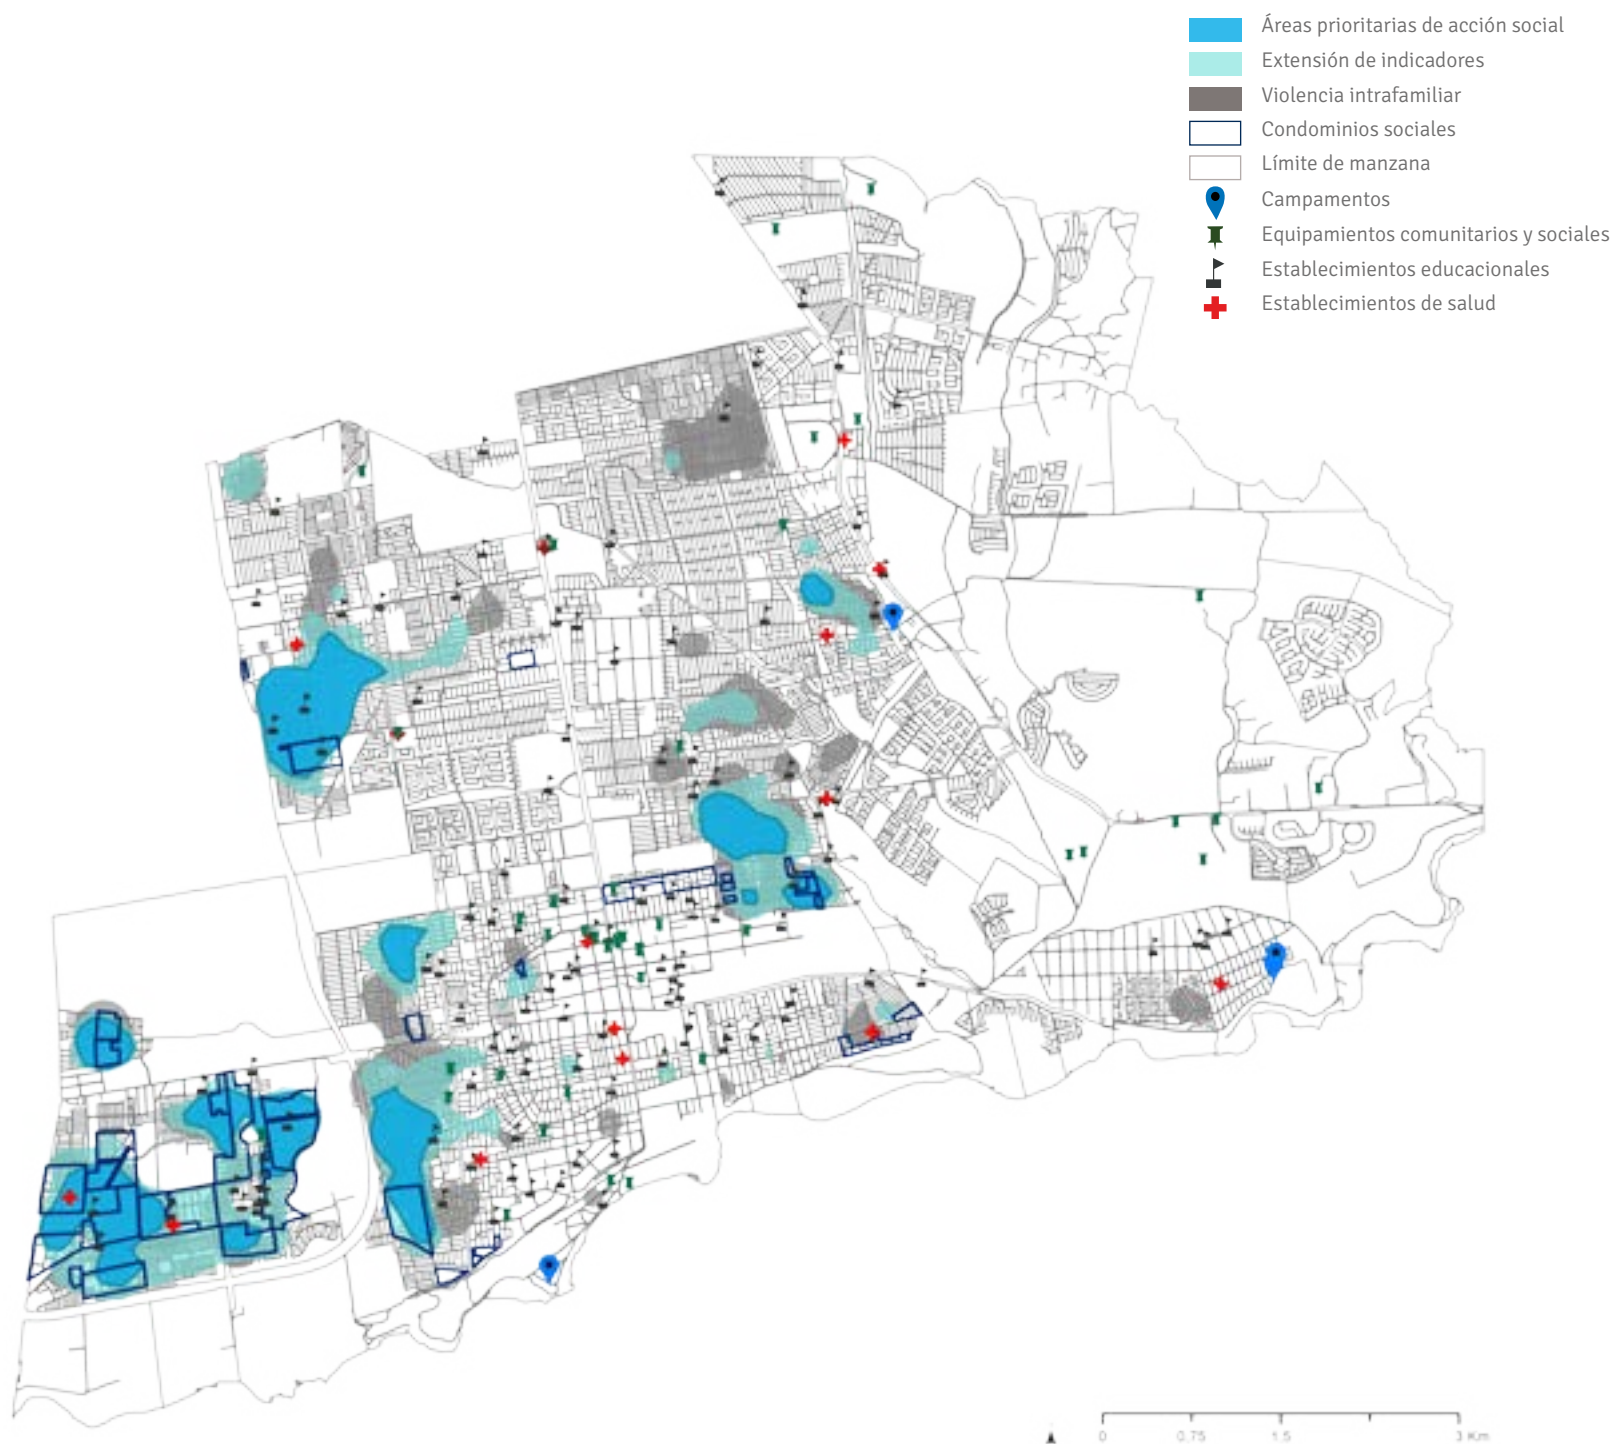 Áreas prioritarias de acción social
Extensión de indicadores
Violencia intrafamiliar
Condominios sociales
Límite de manzana
Campamentos
Equipamientos comunitarios y sociales
Establecimientos educacionales
Establecimientos de salud
0 0.75 1.5 3 Km